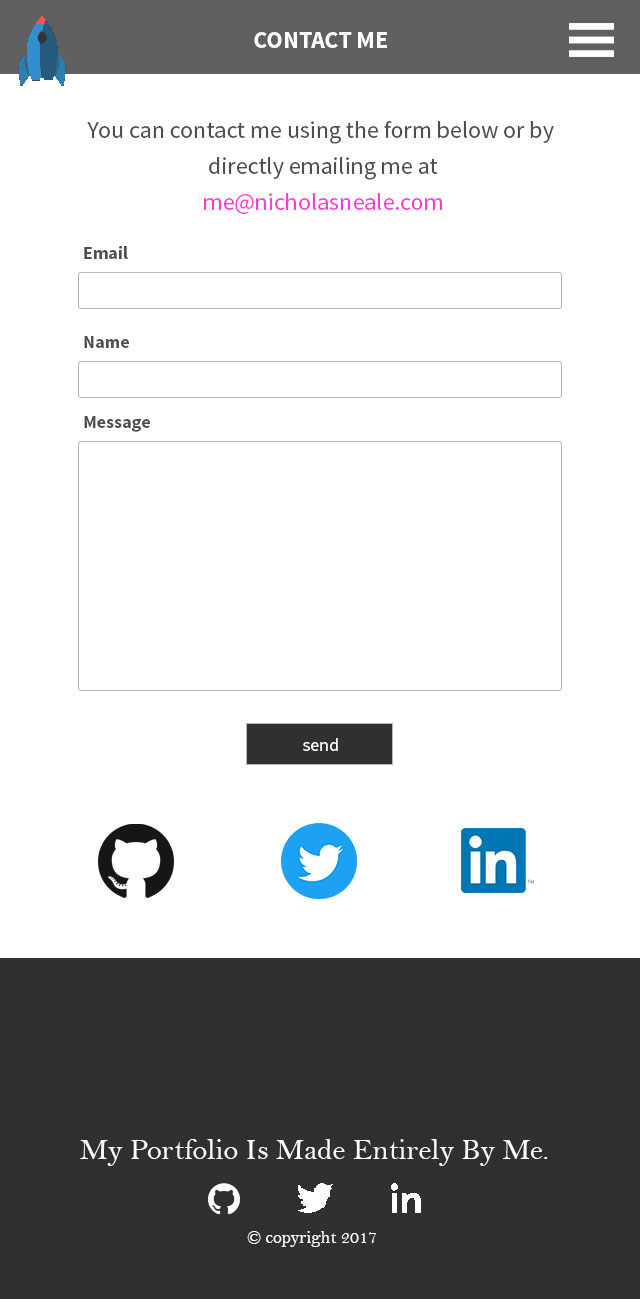 CONTACT ME
You can contact me using the form below or by
directly emailing me at
me@nicholasneale.com
Email
Name
Message
send
in
TM
My Portfolio Is Made Entirely By Me.
in
© copyright 2017